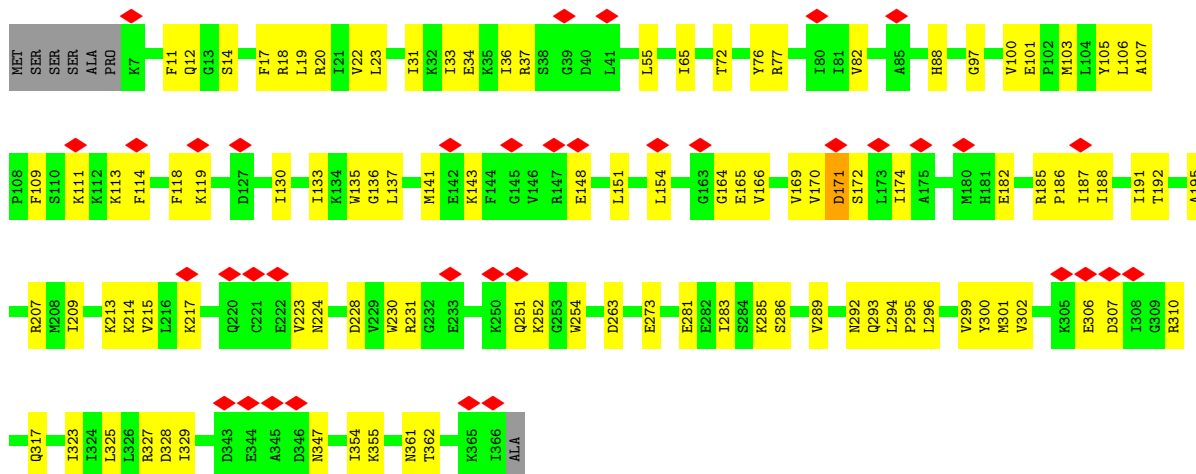 MET SER SER SER ALA PRO K7 F11 Q12 G13 S14 F17 R18 L19 R20 I21 V22 L23 I31 K32 I33 E34 K35 I36 R37 S38 G39 D40 L41 L55 I65 T72 Y76 R77 I80 I81 V82 A85 H88 G97 V100 E101 P102 M103 L104 Y105 L106 A107
P108 F109 S110 K111 K112 K113 F114 F118 K119 D127 I130 I133 K134 W135 G136 L137 M141 E142 K143 F144 G145 V146 R147 E148 L151 L154 G163 G164 E165 V166 V169 V170 D171 S172 L173 I174 A175 M180 H181 E182 R185 P186 I187 I188 I191 T192 A195
R207 M208 I209 K213 K214 V215 L216 K217 Q220 C221 E222 V223 N224 D228 V229 W230 R231 G232 E233 K250 Q251 K252 G253 W254 D263 E273 E281 E282 I283 S284 K285 S286 V289 N292 Q293 L294 P295 L296 V299 Y300 M301 V302 K305 E306 D307 I308 G309 R310
Q317 I323 I324 L325 L326 R327 D328 I329 D343 E344 A345 D346 N347 I354 K355 N361 T362 K365 I366 ALA